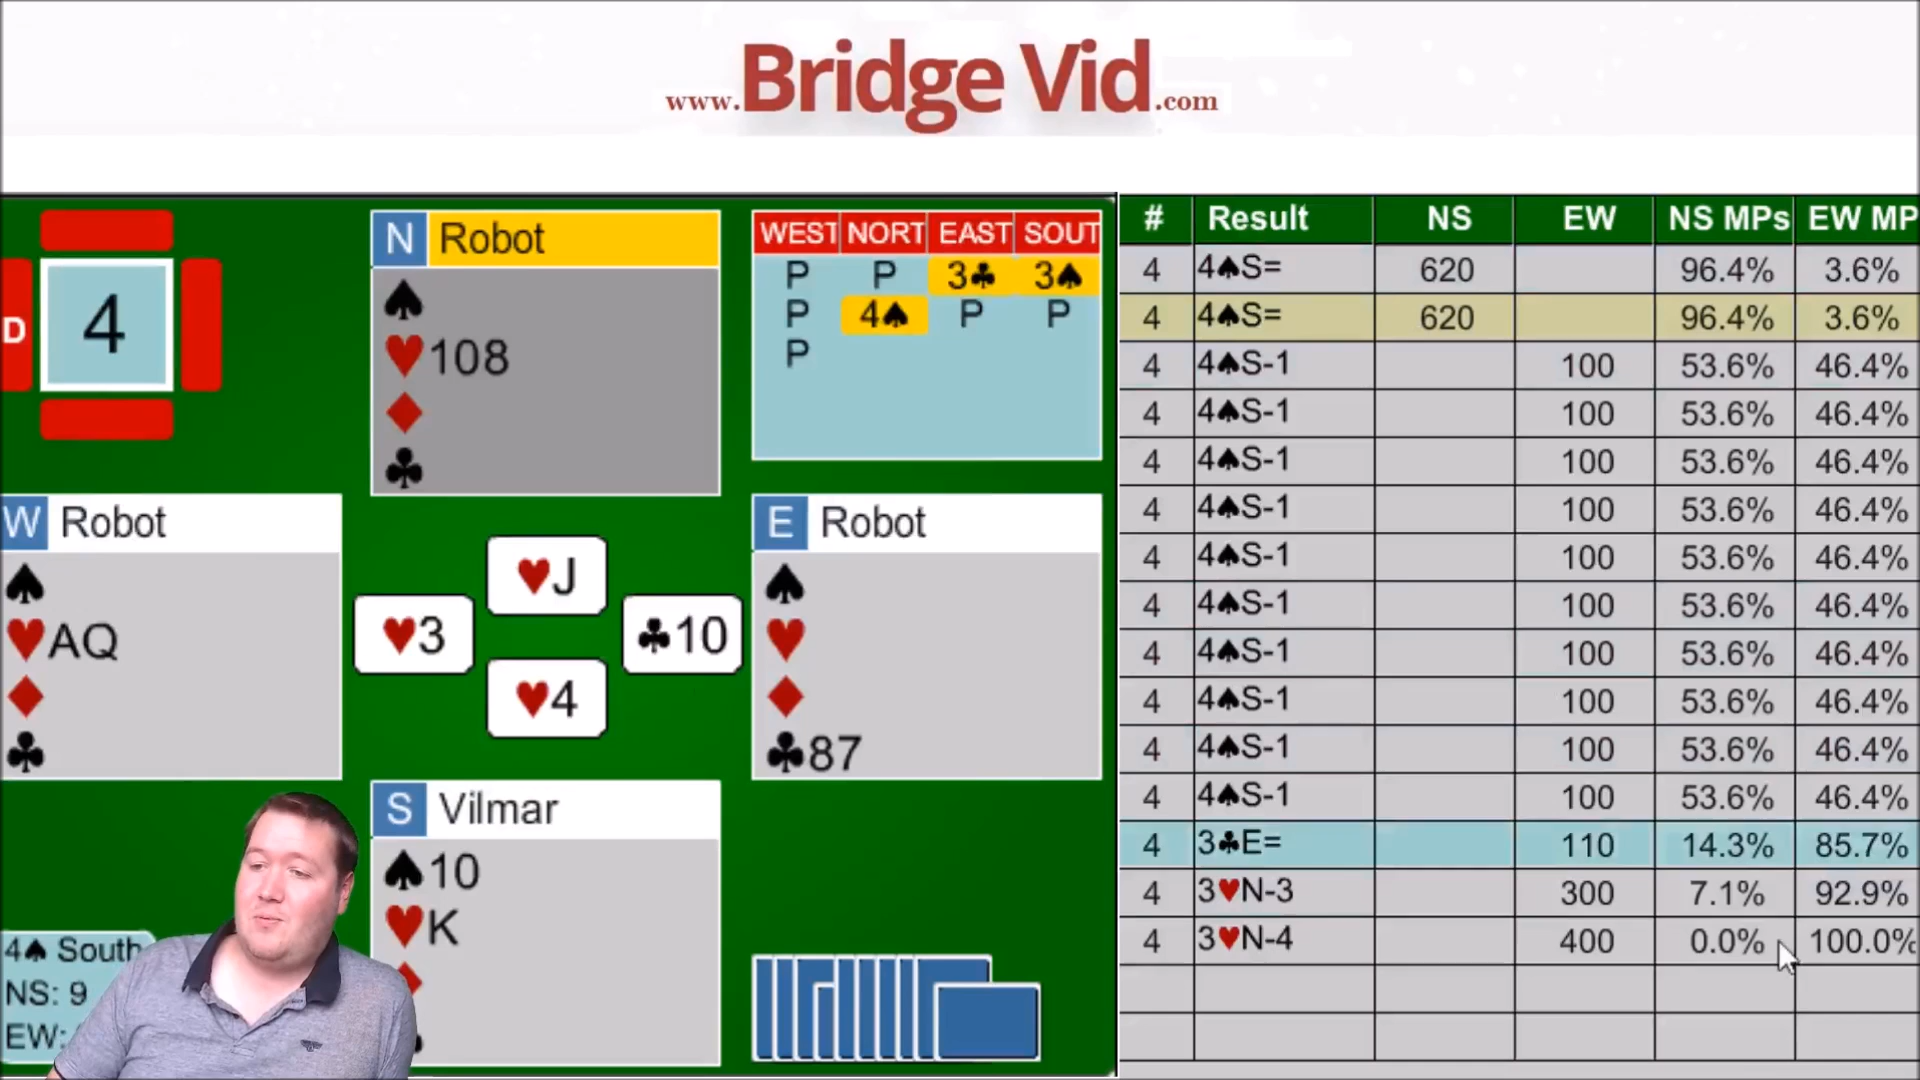 www.Bridge Vid.com
D
4
N Robot
♠
♥108
♦
♣
WEST NORT EAST SOUT
P P 3♣ 3♠
P 4♠ P P
P
W Robot
♠
♥AQ
♦
♣
♥J
♥3
♣10
♥4
E Robot
♠
♥
♦
♣87
S Vilmar
♠10
♥K
♦
4♠ South
NS: 9
EW:
# Result NS EW NS MPs EW MP
4 4♠S= 620 96.4% 3.6%
4 4♠S= 620 96.4% 3.6%
4 4♠S-1 100 53.6% 46.4%
4 4♠S-1 100 53.6% 46.4%
4 4♠S-1 100 53.6% 46.4%
4 4♠S-1 100 53.6% 46.4%
4 4♠S-1 100 53.6% 46.4%
4 4♠S-1 100 53.6% 46.4%
4 4♠S-1 100 53.6% 46.4%
4 4♠S-1 100 53.6% 46.4%
4 4♠S-1 100 53.6% 46.4%
4 4♠S-1 100 53.6% 46.4%
4 3♣E= 110 14.3% 85.7%
4 3♥N-3 300 7.1% 92.9%
4 3♥N-4 400 0.0% 100.0%